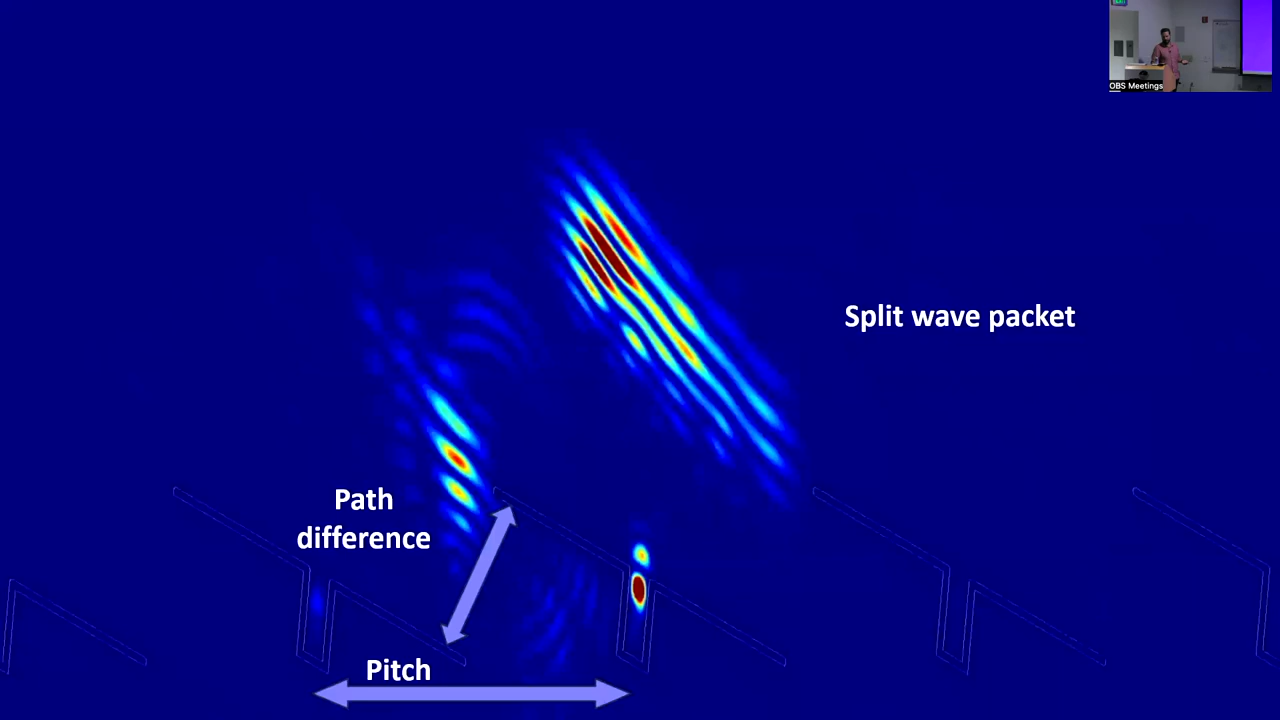 OBS Meetings
Split wave packet
Path
difference
Pitch